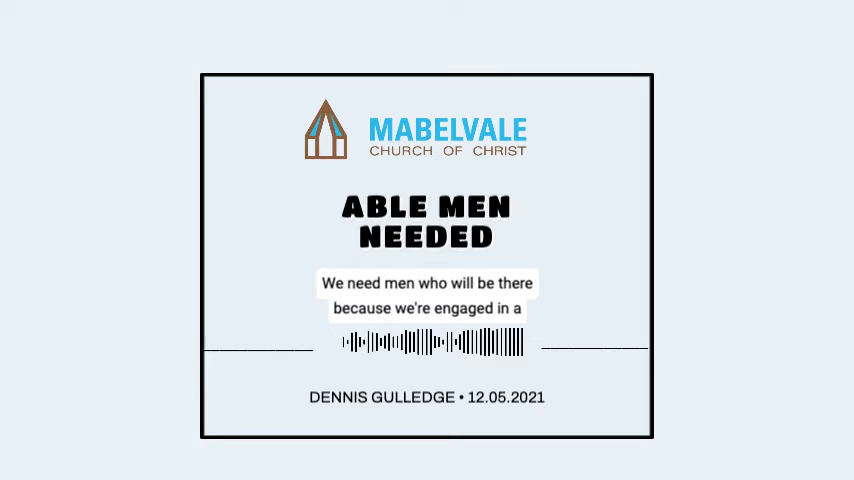 MABELVALE
CHURCH OF CHRIST
ABLE MEN
NEEDED
We need men who will be there
because we're engaged in a
DENNIS GULLEDGE • 12.05.2021